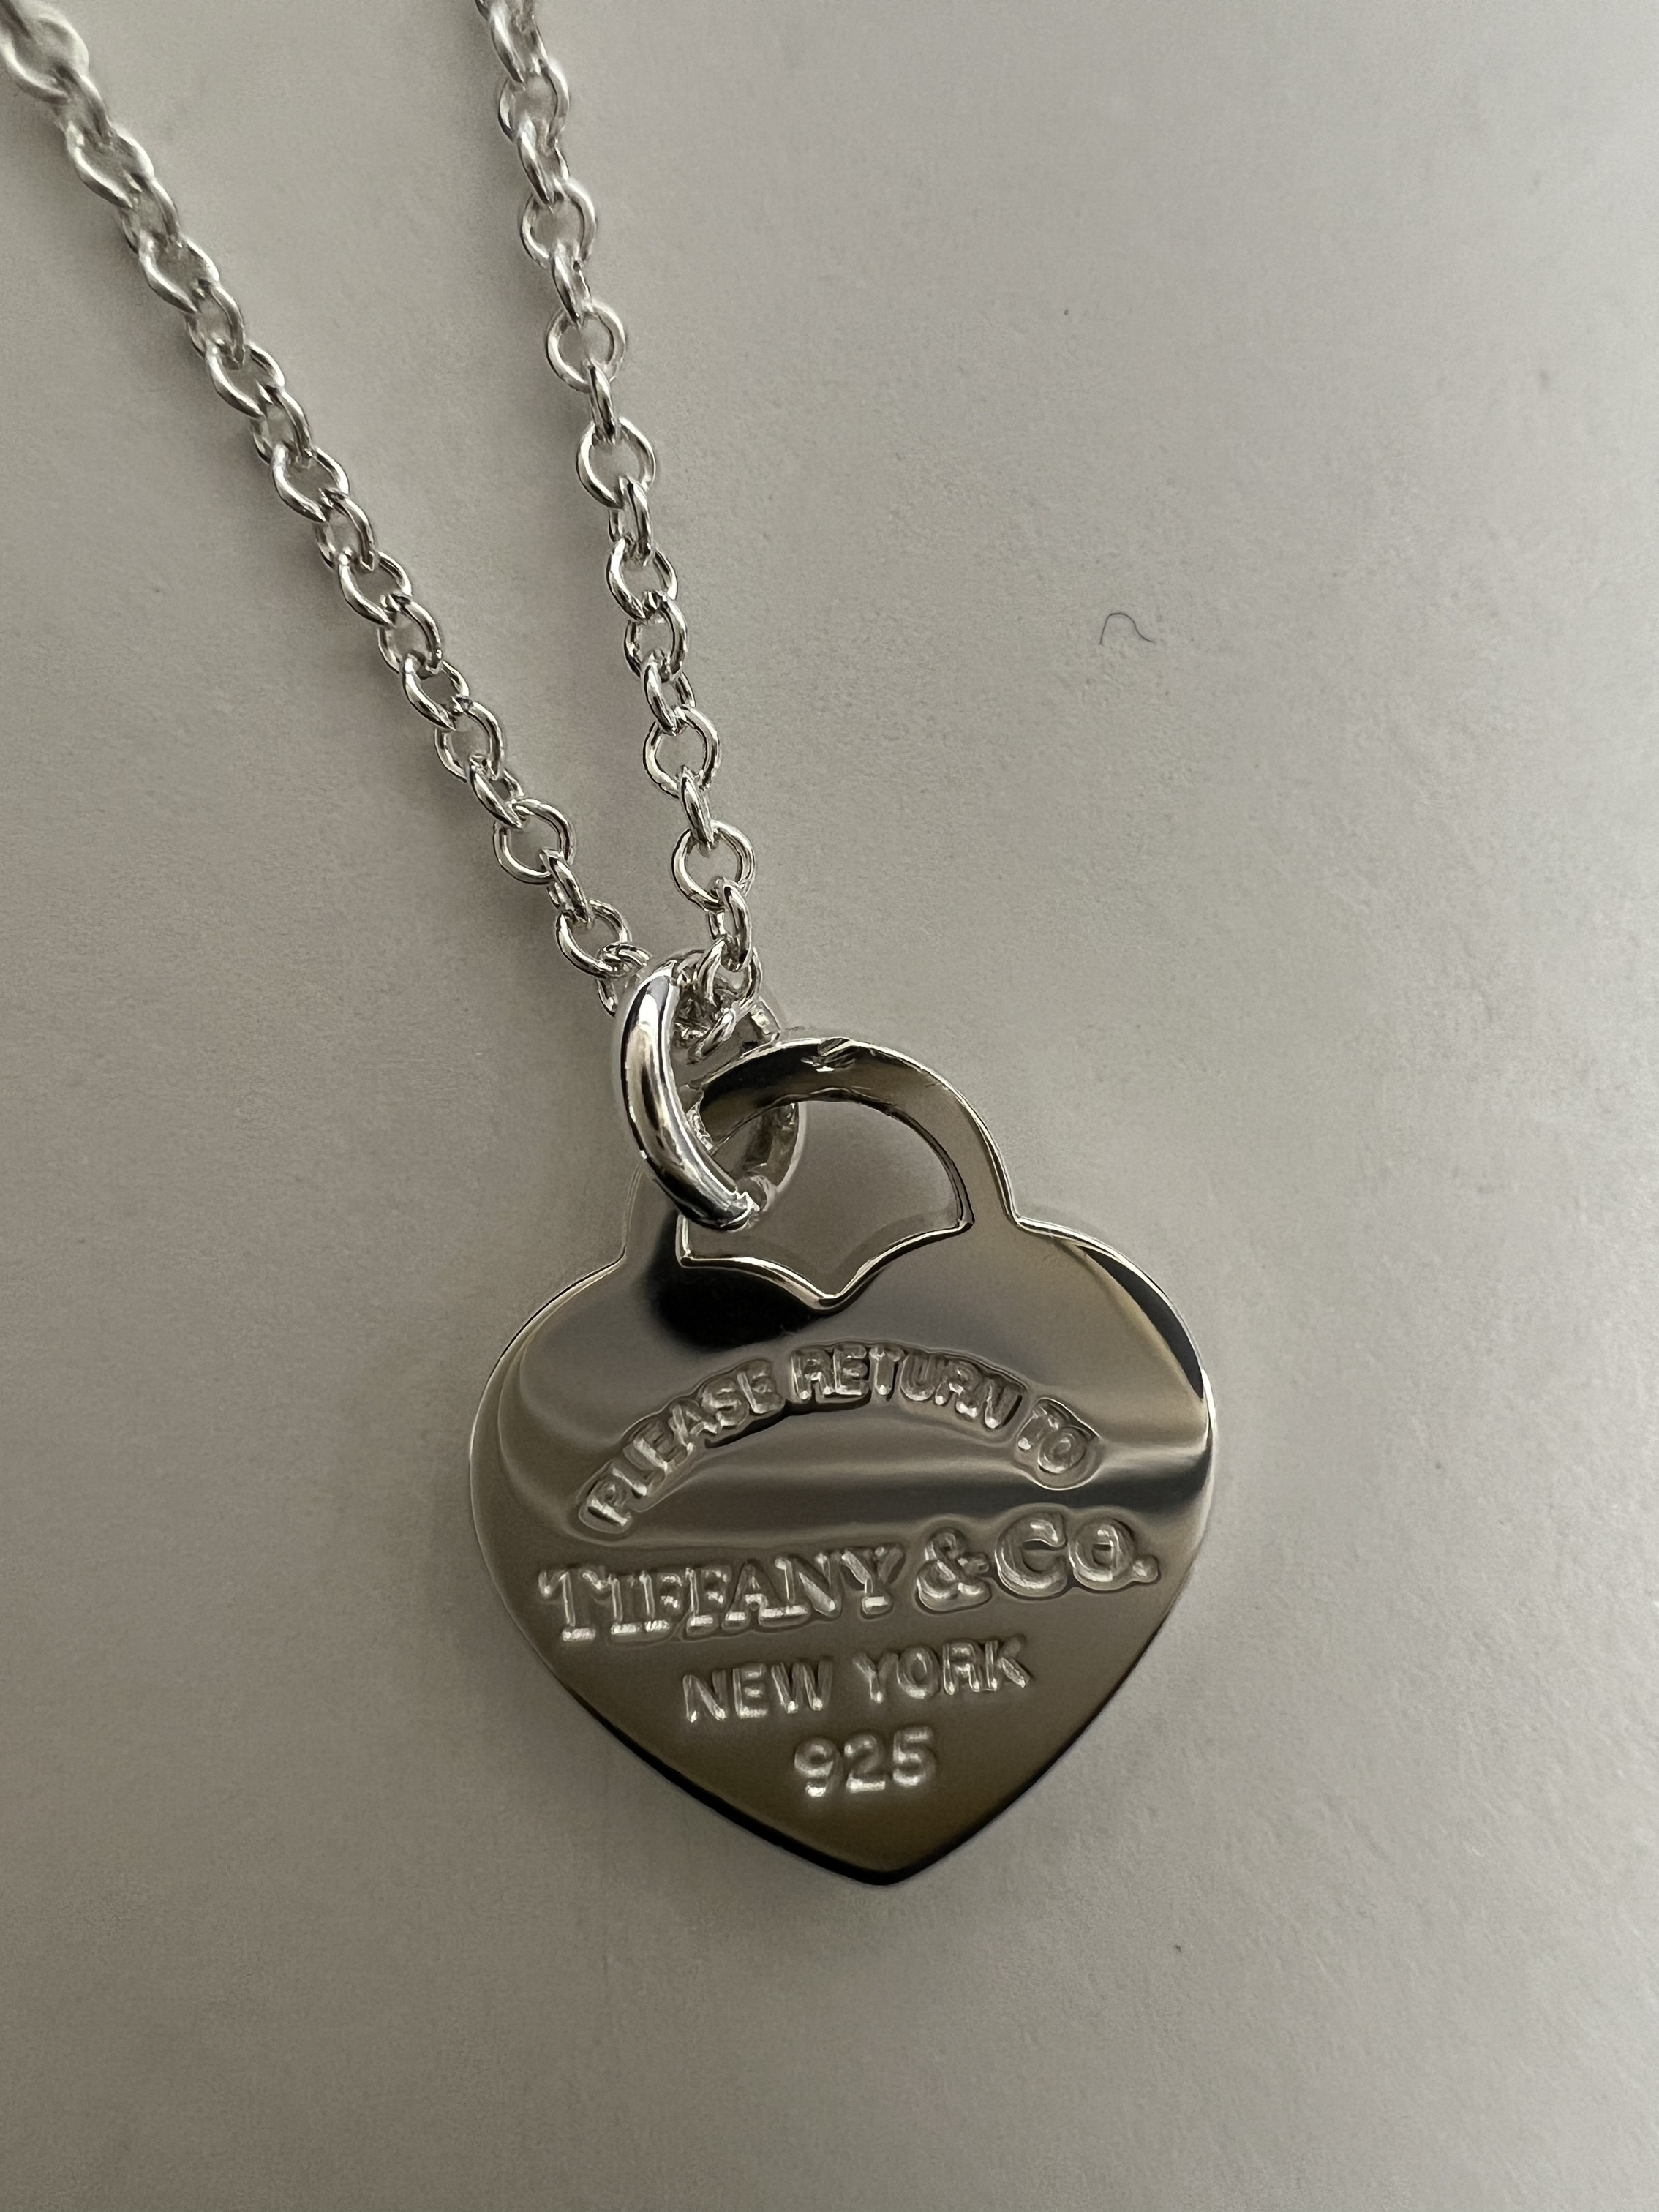 PLEASE RETURN TO
TIFFANY & CO.
NEW YORK
925